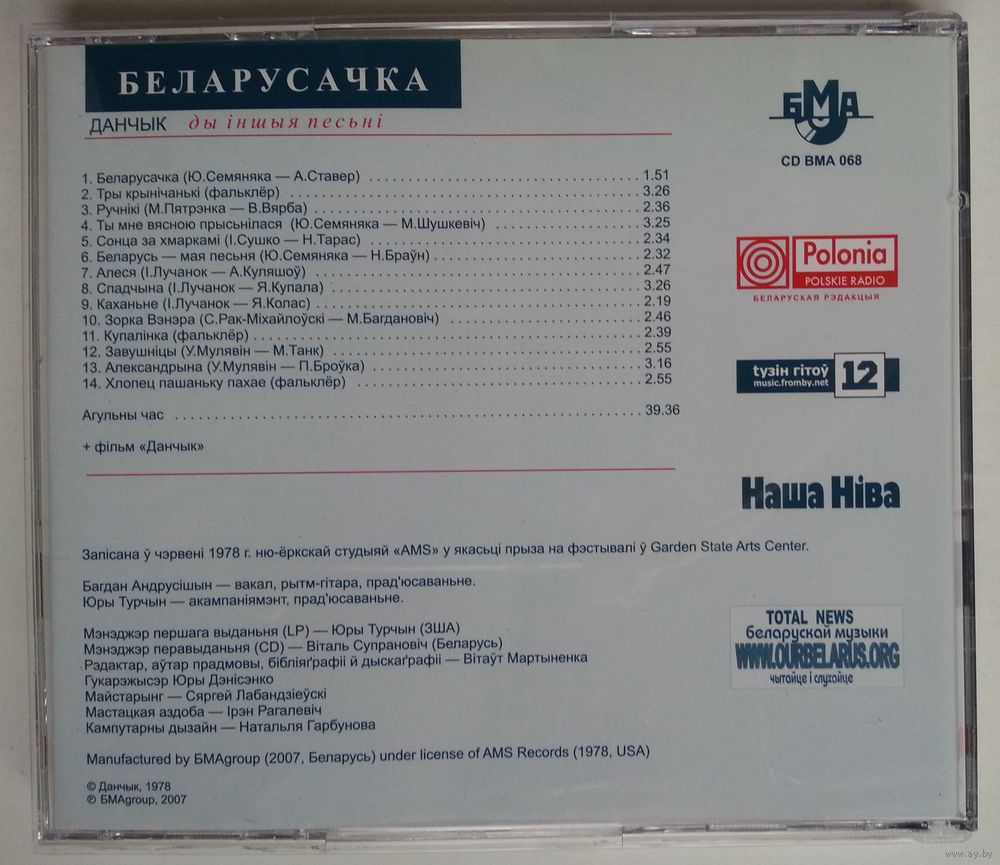 БЕЛАРУСАЧКА
ДАНЧЫК ды іншыя песьні
БМА
CD BMA 068
1. Беларусачка (Ю.Семяняка — А.Ставер) 1.51
2. Тры крынічанькі (фальклёр) 3.26
3. Ручнікі (М.Пятрэнка — В.Вярба) 2.36
4. Ты мне вясною прысьнілася (Ю.Семяняка — М.Шушкевіч) 3.25
5. Сонца за хмаркамі (І.Сушко — Н.Тарас) 2.34
6. Беларусь — мая песьня (Ю.Семяняка — Н.Браўн) 2.32
7. Алеся (І.Лучанок — А.Куляшоў) 2.47
8. Спадчына (І.Лучанок — Я.Купала) 3.26
9. Каханьне (І.Лучанок — Я.Колас) 2.19
10. Зорка Вэнэра (С.Рак-Міхайлоўскі — М.Багдановіч) 2.46
11. Купалінка (фальклёр) 2.39
12. Завушніцы (У.Мулявін — М.Танк) 2.55
13. Александрына (У.Мулявін — П.Броўка) 3.16
14. Хлопец пашаньку пахае (фальклёр) 2.55
Агульны час 39.36
+ фільм «Данчык»
Polonia
POLSKIE RADIO
БЕЛАРУСКАЯ РЭДАКЦЫЯ
тузін гітоў
music.fromby.net
12
Наша Ніва
Запісана ў чэрвені 1978 г. ню-ёркскай студыяй «AMS» у якасьці прыза на фэстывалі ў Garden State Arts Center.
Багдан Андрусішын — вакал, рытм-гітара, прад'юсаваньне.
Юры Турчын — акампаніямэнт, прад'юсаваньне.
Мэнэджэр першага выданьня (LP) — Юры Турчын (ЗША)
Мэнэджэр перавыданьня (CD) — Віталь Супрановіч (Беларусь)
Рэдактар, аўтар прадмовы, бібліяґрафіі й дыскаґрафіі — Вітаўт Мартыненка
Гукарэжысэр Юры Дэнісэнко
Майстарынг — Сяргей Лабандзіеўскі
Мастацкая аздоба — Ірэн Рагалевіч
Кампутарны дызайн — Натальля Гарбунова
Manufactured by БМАgroup (2007, Беларусь) under license of AMS Records (1978, USA)
© Данчык, 1978
℗ БМАgroup, 2007
TOTAL NEWS
беларускай музыки
WWW.OURBELARUS.ORG
чытайце і слухайце
www.ay.by